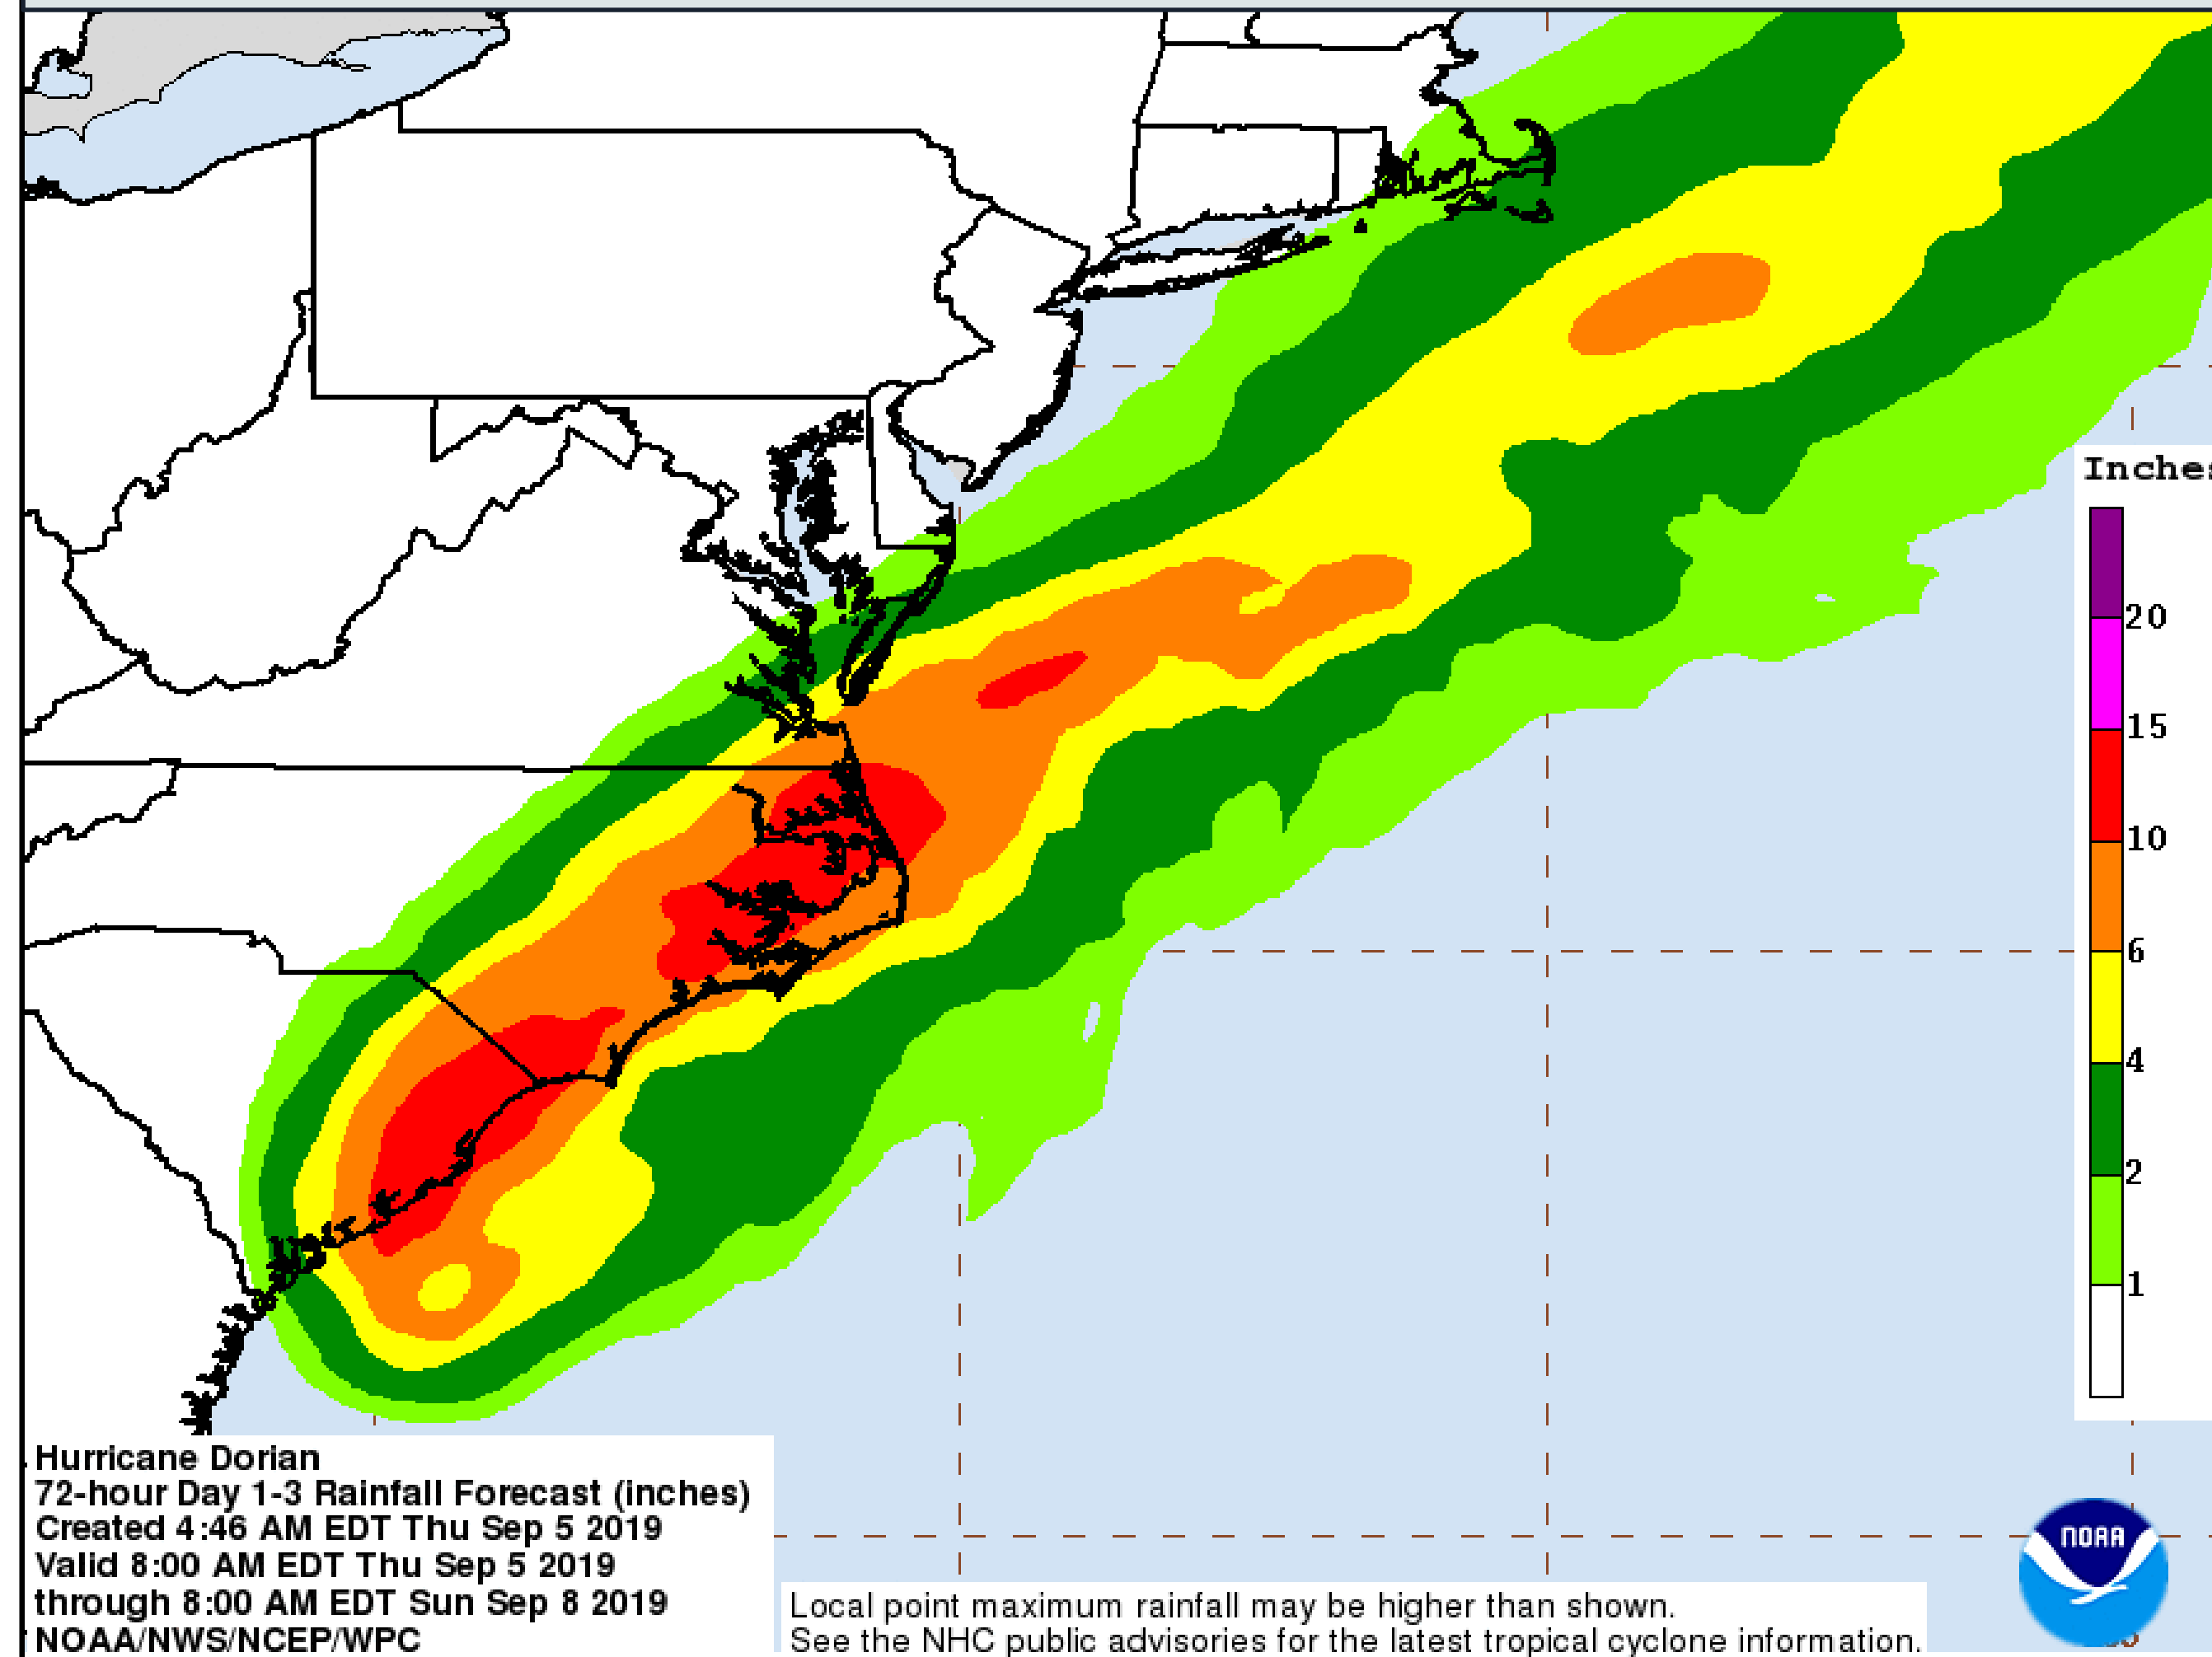 Inches
20
15
10
6
4
2
1
Hurricane Dorian
72-hour Day 1-3 Rainfall Forecast (inches)
Created 4:46 AM EDT Thu Sep 5 2019
Valid 8:00 AM EDT Thu Sep 5 2019
through 8:00 AM EDT Sun Sep 8 2019
NOAA/NWS/NCEP/WPC
Local point maximum rainfall may be higher than shown.
See the NHC public advisories for the latest tropical cyclone information.
NOAA